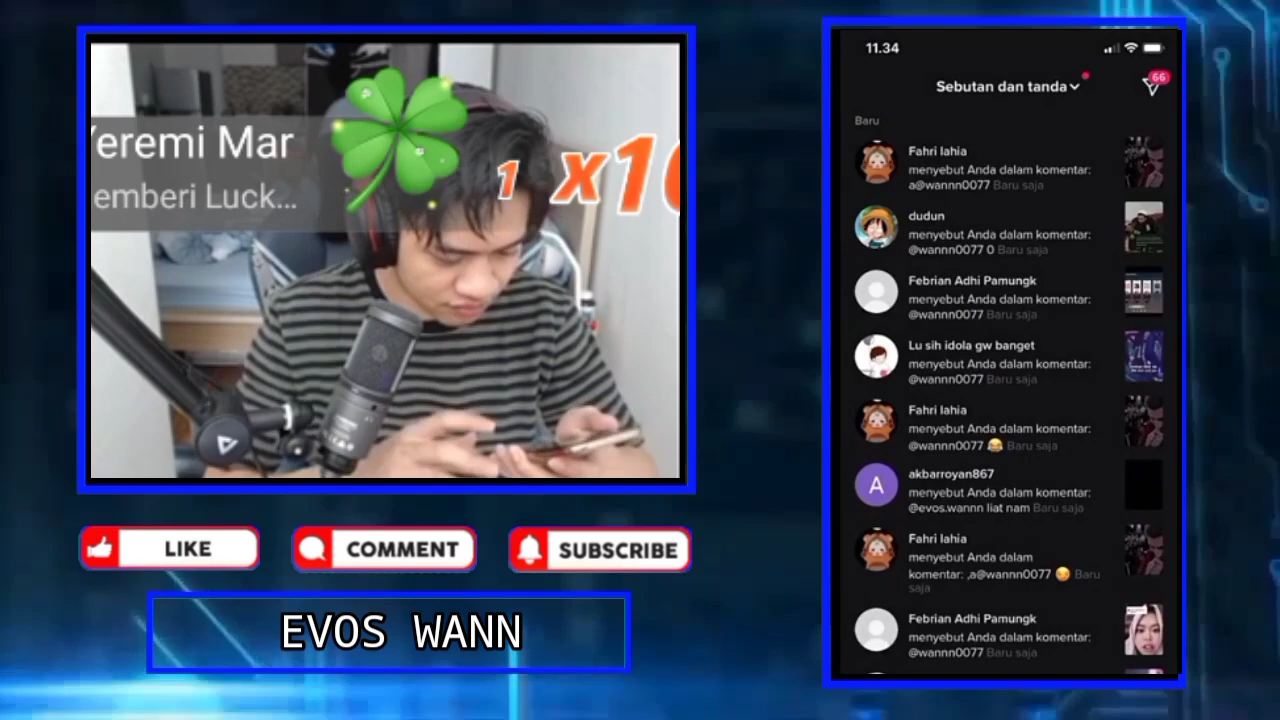 Yeremi Mar
emberi Luck...
1 x10
LIKE
COMMENT
SUBSCRIBE
EVOS WANN
11.34
Sebutan dan tanda
66
Baru
Fahri lahia
menyebut Anda dalam komentar:
a@wannn0077 Baru saja
dudun
menyebut Anda dalam komentar:
@wannn0077 0 Baru saja
Febrian Adhi Pamungk
menyebut Anda dalam komentar:
@wannn0077 Baru saja
Lu sih idola gw banget
menyebut Anda dalam komentar:
@wannn0077 Baru saja
Fahri lahia
menyebut Anda dalam komentar:
@wannn0077 😂 Baru saja
A
akbarroyan867
menyebut Anda dalam komentar:
@evos.wannn liat nam Baru saja
Fahri lahia
menyebut Anda dalam
komentar: ,a@wannn0077 😏 Baru
saja
Febrian Adhi Pamungk
menyebut Anda dalam komentar:
@wannn0077 Baru saja